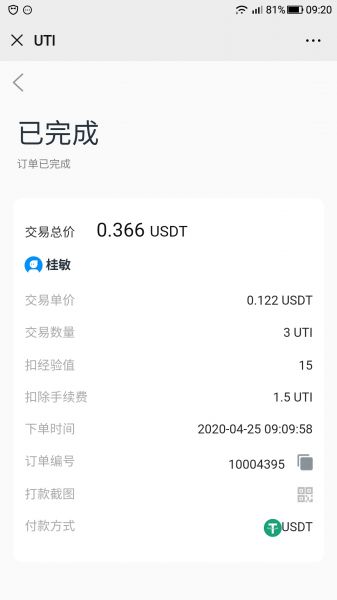 81% 09:20
UTI
已完成
订单已完成
交易总价 0.366 USDT
桂敏
交易单价 0.122 USDT
交易数量 3 UTI
扣经验值 15
扣除手续费 1.5 UTI
下单时间 2020-04-25 09:09:58
订单编号 10004395
打款截图
付款方式 USDT